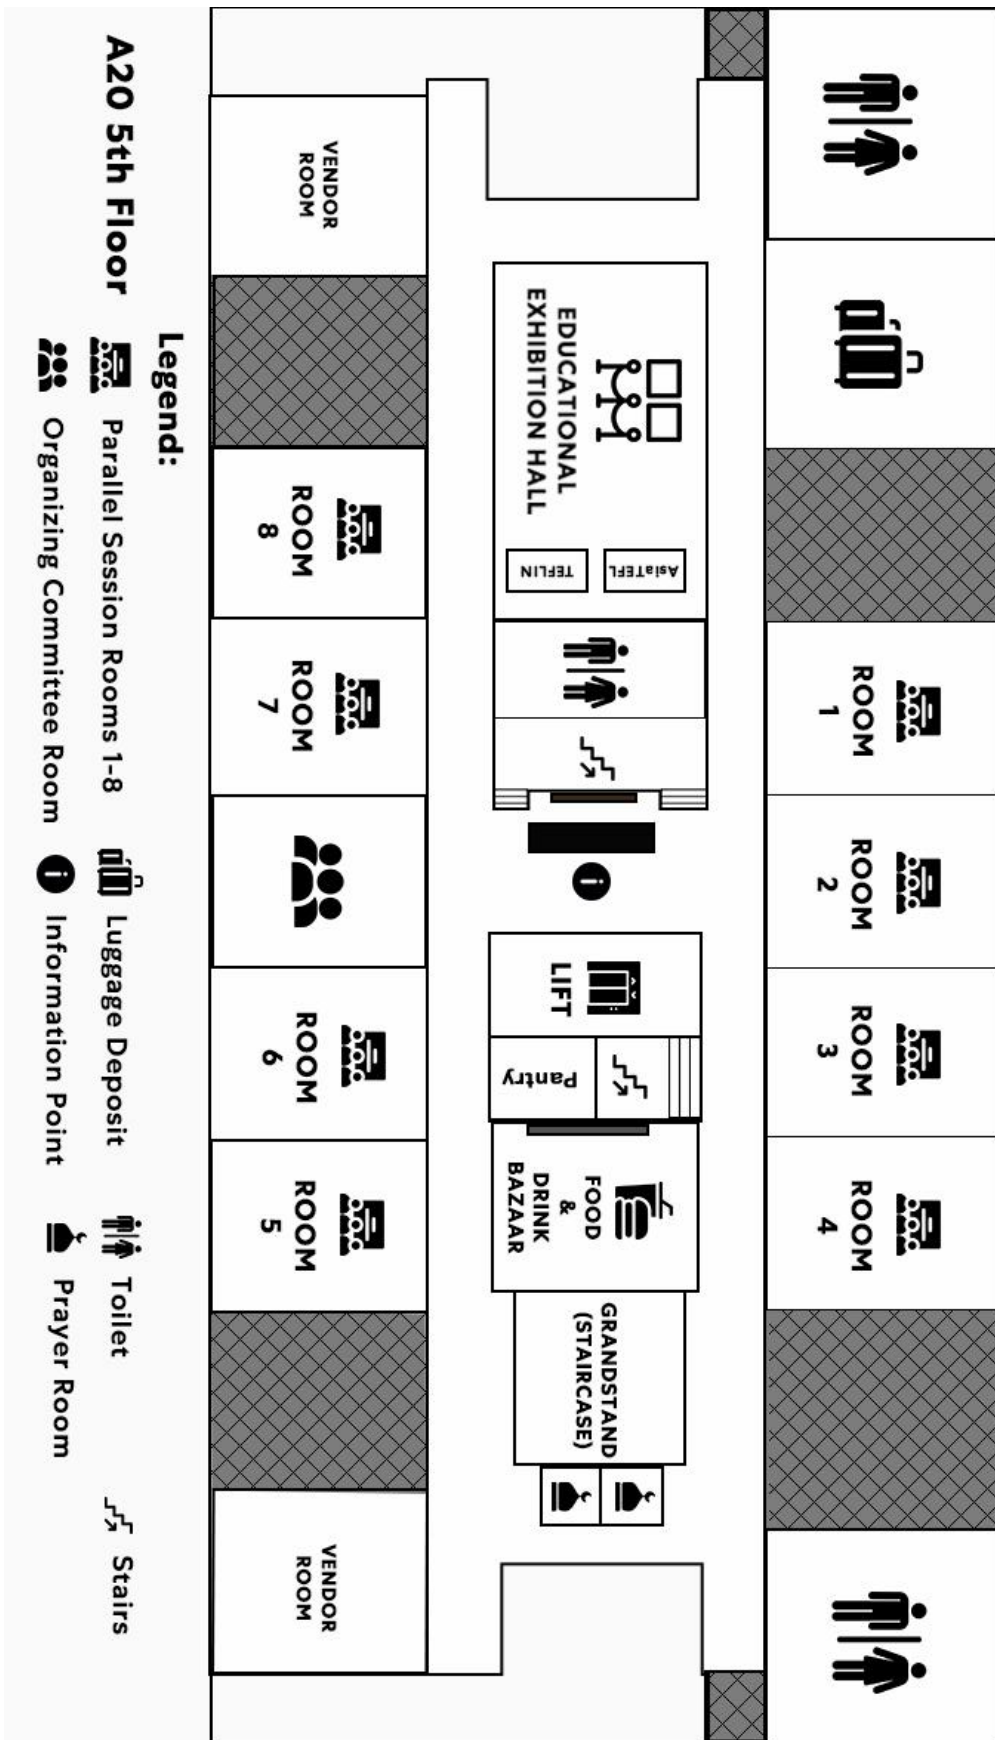 ROOM
1
ROOM
2
ROOM
3
ROOM
4
EDUCATIONAL
EXHIBITION HALL
AsiaTEFL
TEFLIN
LIFT
Pantry
FOOD
&
DRINK
BAZAAR
GRANDSTAND
(STAIRCASE)
VENDOR
ROOM
ROOM
8
ROOM
7
ROOM
6
ROOM
5
VENDOR
ROOM
A20 5th Floor
Legend:
Parallel Session Rooms 1-8
Luggage Deposit
Toilet
Stairs
Organizing Committee Room
Information Point
Prayer Room